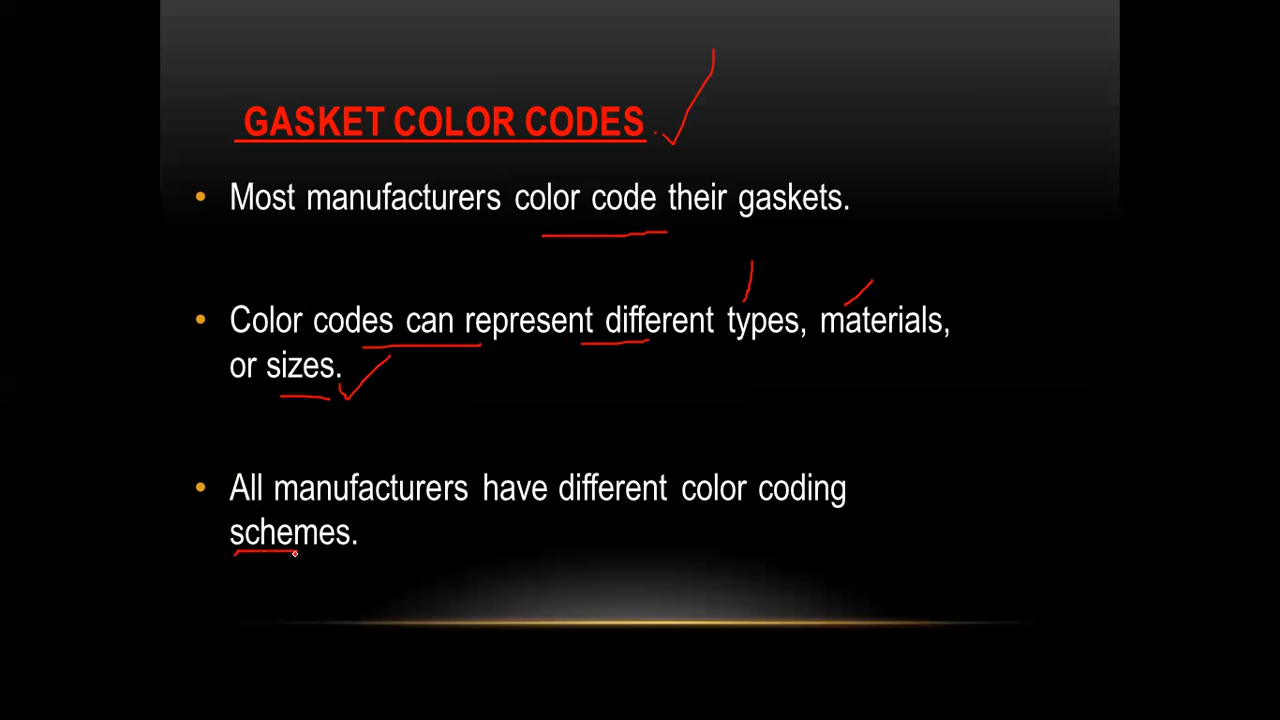 GASKET COLOR CODES
• Most manufacturers color code their gaskets.
• Color codes can represent different types, materials,
or sizes.
• All manufacturers have different color coding
schemes.